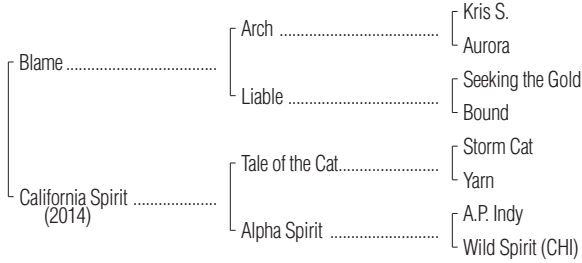 Kris S.
Arch ......................................
Aurora
Blame .....................................
Seeking the Gold
Liable ....................................
Bound
Storm Cat
Tale of the Cat.........................
Yarn
California Spirit ....................
(2014)
A.P. Indy
Alpha Spirit ..........................
Wild Spirit (CHI)